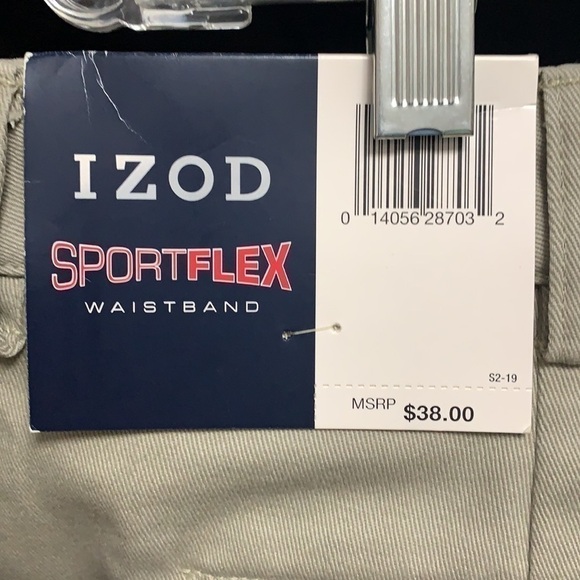 IZOD
SPORTFLEX
WAISTBAND
0 14056 28703 2
S2-19
MSRP $38.00